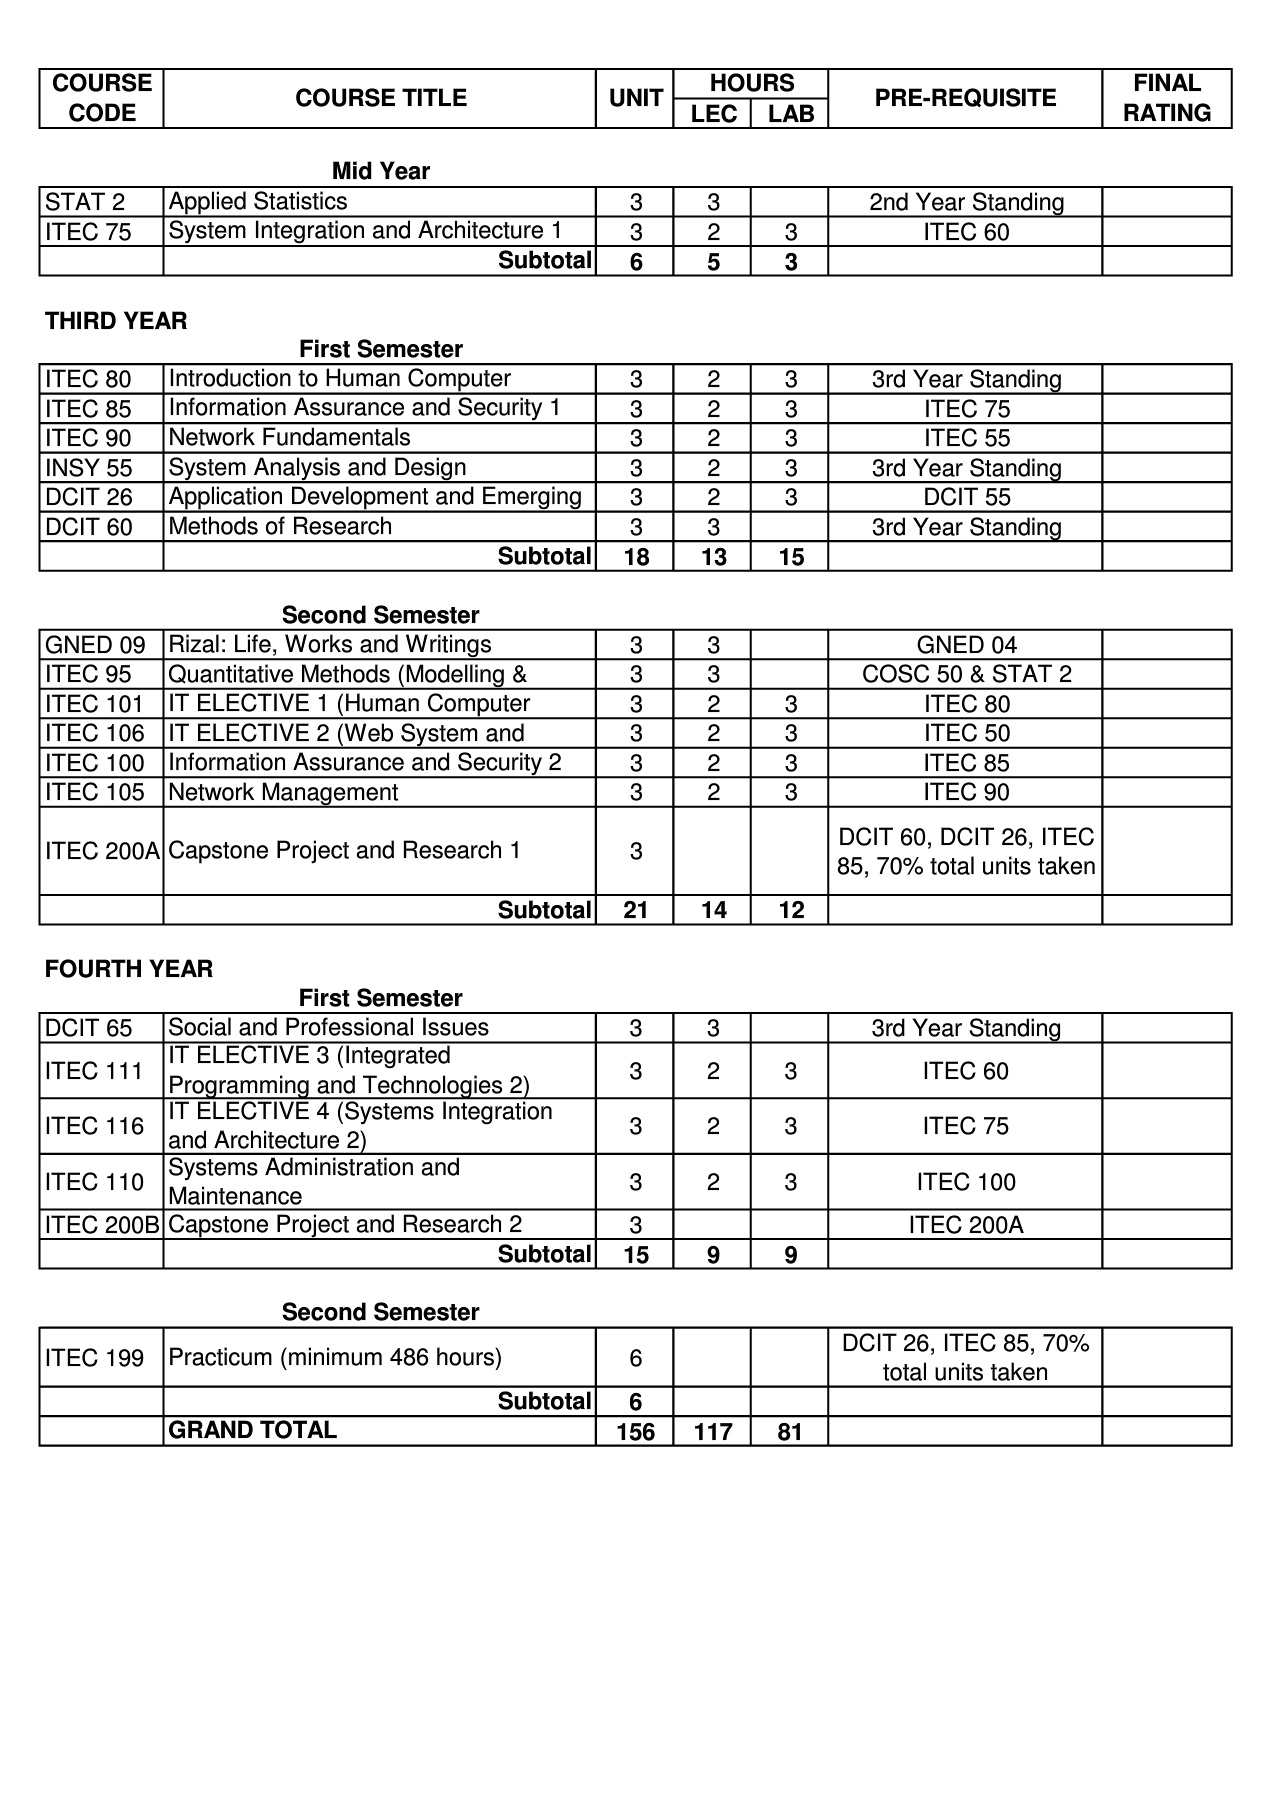 COURSE CODE COURSE TITLE UNIT HOURS LEC LAB PRE-REQUISITE FINAL RATING
Mid Year
STAT 2 Applied Statistics 3 3 2nd Year Standing
ITEC 75 System Integration and Architecture 1 3 2 3 ITEC 60
Subtotal 6 5 3
THIRD YEAR
First Semester
ITEC 80 Introduction to Human Computer 3 2 3 3rd Year Standing
ITEC 85 Information Assurance and Security 1 3 2 3 ITEC 75
ITEC 90 Network Fundamentals 3 2 3 ITEC 55
INSY 55 System Analysis and Design 3 2 3 3rd Year Standing
DCIT 26 Application Development and Emerging 3 2 3 DCIT 55
DCIT 60 Methods of Research 3 3 3rd Year Standing
Subtotal 18 13 15
Second Semester
GNED 09 Rizal: Life, Works and Writings 3 3 GNED 04
ITEC 95 Quantitative Methods (Modelling & 3 3 COSC 50 & STAT 2
ITEC 101 IT ELECTIVE 1 (Human Computer 3 2 3 ITEC 80
ITEC 106 IT ELECTIVE 2 (Web System and 3 2 3 ITEC 50
ITEC 100 Information Assurance and Security 2 3 2 3 ITEC 85
ITEC 105 Network Management 3 2 3 ITEC 90
ITEC 200A Capstone Project and Research 1 3 DCIT 60, DCIT 26, ITEC
85, 70% total units taken
Subtotal 21 14 12
FOURTH YEAR
First Semester
DCIT 65 Social and Professional Issues 3 3 3rd Year Standing
ITEC 111 IT ELECTIVE 3 (Integrated
Programming and Technologies 2) 3 2 3 ITEC 60
ITEC 116 IT ELECTIVE 4 (Systems Integration
and Architecture 2) 3 2 3 ITEC 75
ITEC 110 Systems Administration and
Maintenance 3 2 3 ITEC 100
ITEC 200B Capstone Project and Research 2 3 ITEC 200A
Subtotal 15 9 9
Second Semester
ITEC 199 Practicum (minimum 486 hours) 6 DCIT 26, ITEC 85, 70%
total units taken
Subtotal 6
GRAND TOTAL 156 117 81